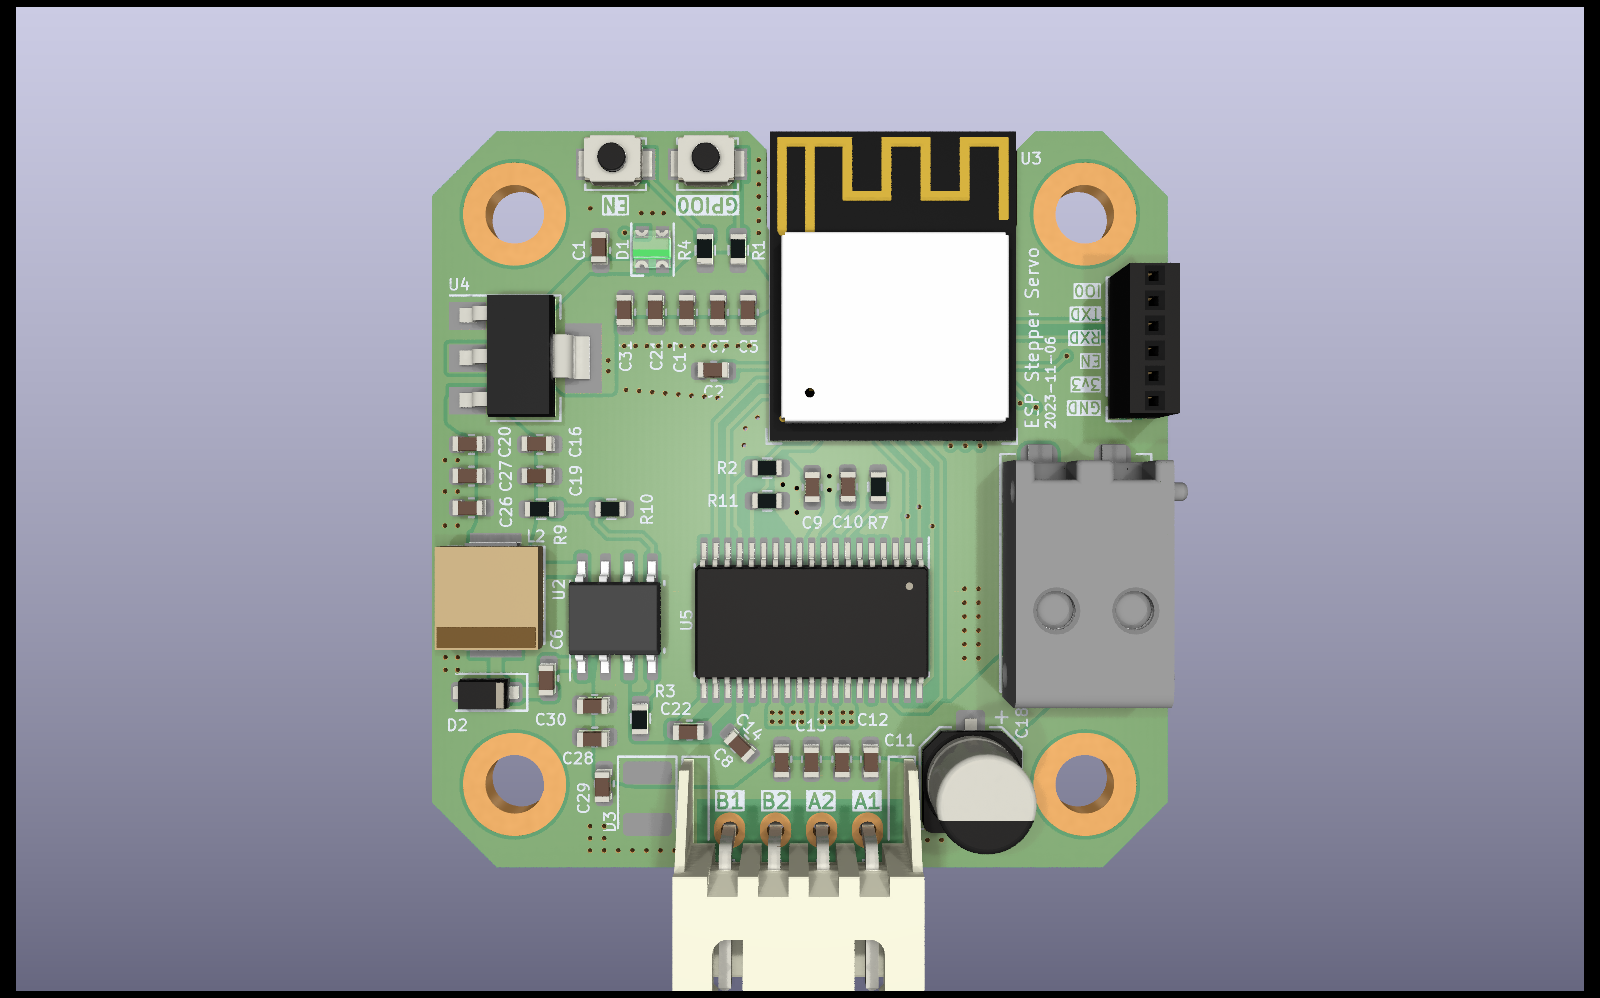 U3
EN
GPIO0
C1
D1
R4
R1
U4
ESP Stepper Servo
2023-11-06
IO0
TXD
RXD
EN
3v3
GND
C3
C21
C17
C7
C5
C2
C20
C16
C27
C19
C26
R2
R11
R10
L2
R9
C9
C10
R7
U2
U5
C6
D2
R3
C30
C22
C28
C8
C13
C12
C11
+
C18
C29
D3
B1
B2
A2
A1